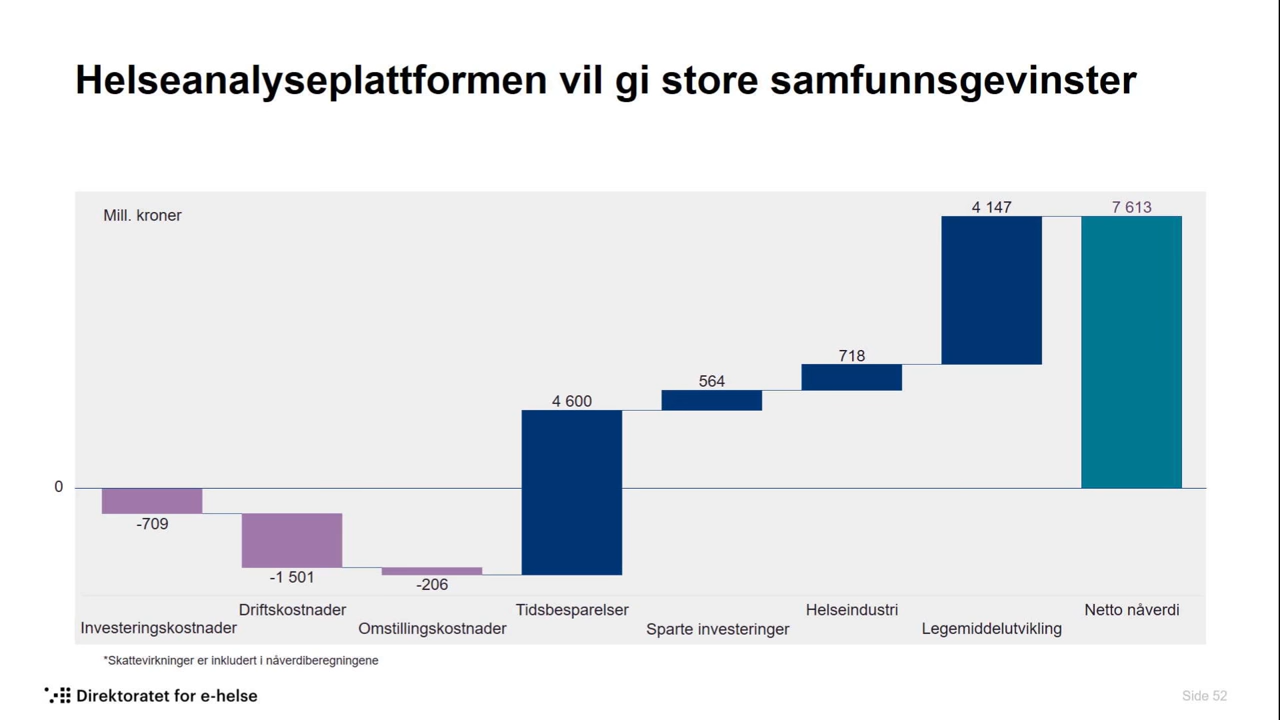 Helseanalyseplattformen vil gi store samfunnsgevinster
Mill. kroner
4 147
7 613
718
564
4 600
0
-709
-1 501
-206
Driftskostnader
Tidsbesparelser
Helseindustri
Netto nåverdi
Investeringskostnader
Omstillingskostnader
Sparte investeringer
Legemiddelutvikling
*Skattevirkninger er inkludert i nåverdiberegningene
Direktoratet for e-helse
Side 52